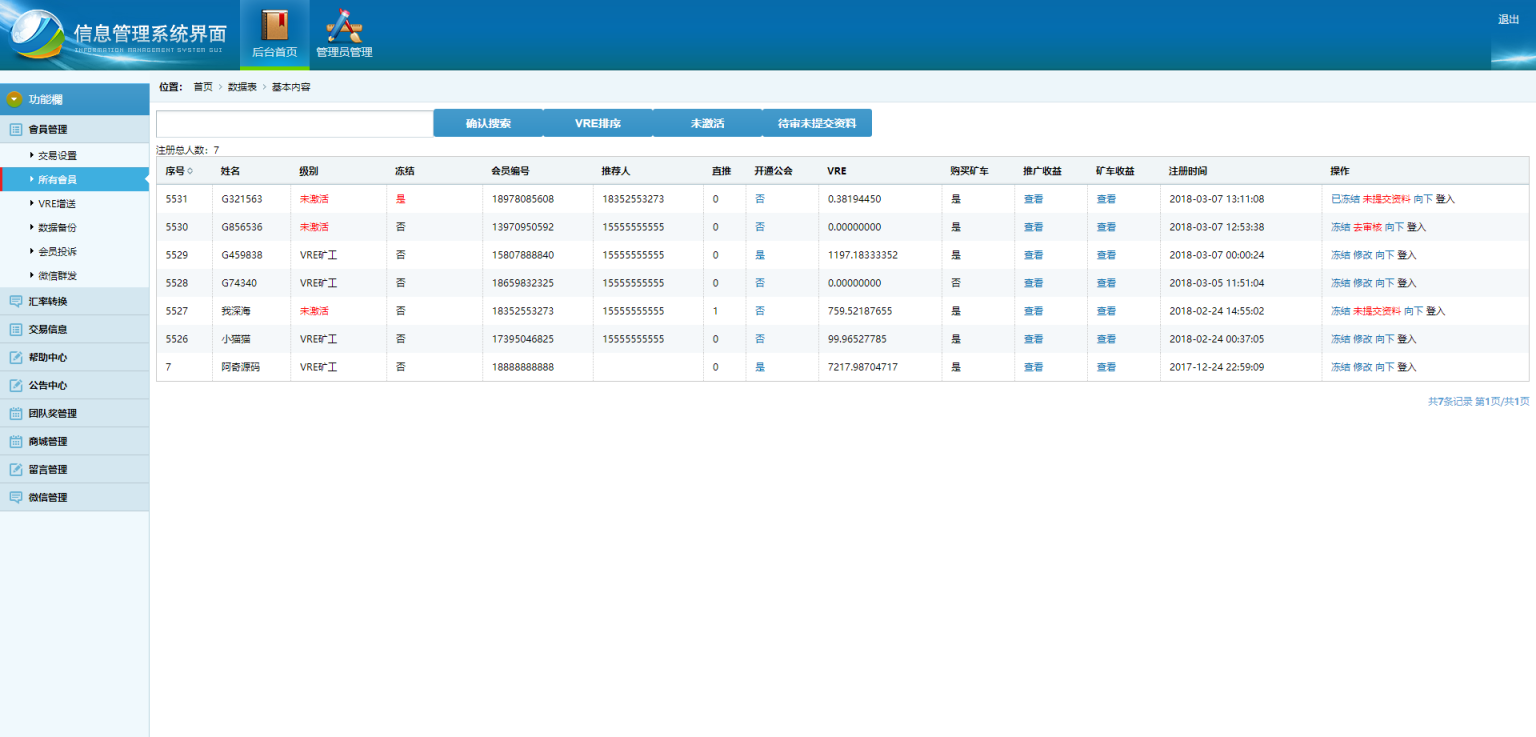 信息管理系统界面
INFORMATION MANAGEMENT SYSTEM GUI
后台首页 管理员管理
退出
位置： 首页 › 数据表 › 基本内容
功能欄
會員管理
交易设置
所有會員
VRE增送
数据备份
会员投诉
微信群发
汇率转换
交易信息
帮助中心
公告中心
团队奖管理
商城管理
留言管理
微信管理
确认搜索 VRE排序 未激活 待审未提交资料
注册总人数：7
序号 姓名 级别 冻结 会员编号 推荐人 直推 开通公会 VRE 购买矿车 推广收益 矿车收益 注册时间 操作
5531 G321563 未激活 是 18978085608 18352553273 0 否 0.38194450 是 查看 查看 2018-03-07 13:11:08 已冻结 未提交资料 向下 登入
5530 G856536 未激活 否 13970950592 15555555555 0 否 0.00000000 是 查看 查看 2018-03-07 12:53:38 冻结 去审核 向下 登入
5529 G459838 VRE矿工 否 15807888840 15555555555 0 是 1197.18333352 是 查看 查看 2018-03-07 00:00:24 冻结 修改 向下 登入
5528 G74340 VRE矿工 否 18659832325 15555555555 0 否 0.00000000 否 查看 查看 2018-03-05 11:51:04 冻结 修改 向下 登入
5527 我深海 未激活 否 18352553273 15555555555 1 否 759.52187655 是 查看 查看 2018-02-24 14:55:02 冻结 未提交资料 向下 登入
5526 小猫猫 VRE矿工 否 17395046825 15555555555 0 否 99.96527785 是 查看 查看 2018-02-24 00:37:05 冻结 修改 向下 登入
7 阿奇源码 VRE矿工 否 18888888888 0 是 7217.98704717 是 查看 查看 2017-12-24 22:59:09 冻结 修改 向下 登入
共7条记录 第1页/共1页